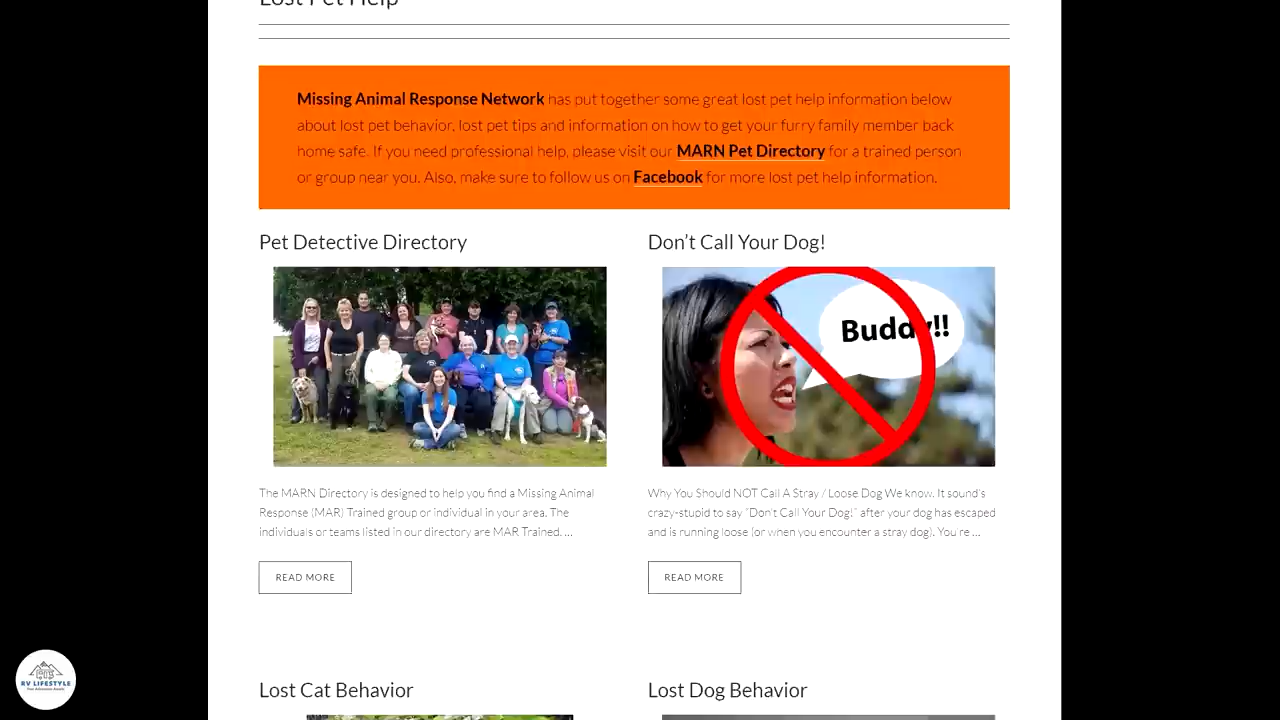 Lost Pet Help
Missing Animal Response Network has put together some great lost pet help information below
about lost pet behavior, lost pet tips and information on how to get your furry family member back
home safe. If you need professional help, please visit our MARN Pet Directory for a trained person
or group near you. Also, make sure to follow us on Facebook for more lost pet help information.
Pet Detective Directory
The MARN Directory is designed to help you find a Missing Animal
Response (MAR) Trained group or individual in your area. The
individuals or teams listed in our directory are MAR Trained. ...
READ MORE
Don't Call Your Dog!
Buddy!!
Why You Should NOT Call A Stray / Loose Dog We know. It sound's
crazy-stupid to say "Don't Call Your Dog!" after your dog has escaped
and is running loose (or when you encounter a stray dog). You're ...
READ MORE
Lost Cat Behavior
Lost Dog Behavior
RV LIFESTYLE